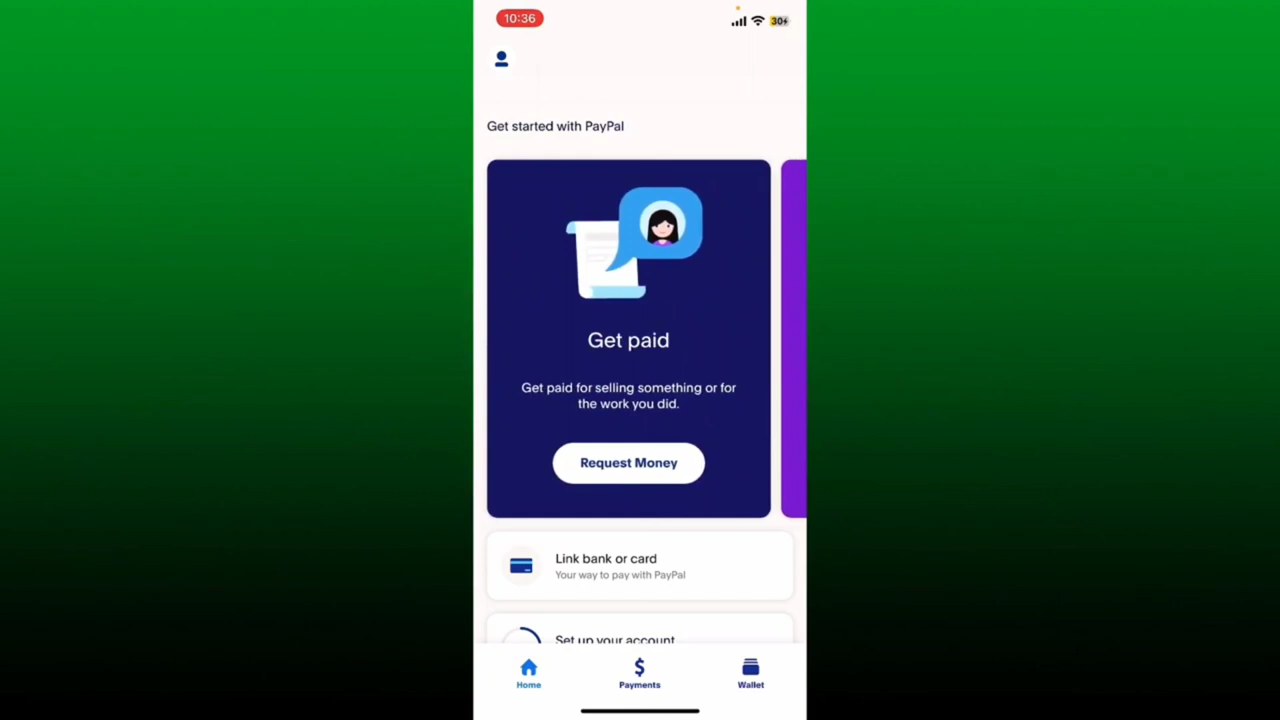 10:36
30
Get started with PayPal
Get paid
Get paid for selling something or for
the work you did.
Request Money
Link bank or card
Your way to pay with PayPal
Set up your account
$
Home
Payments
Wallet